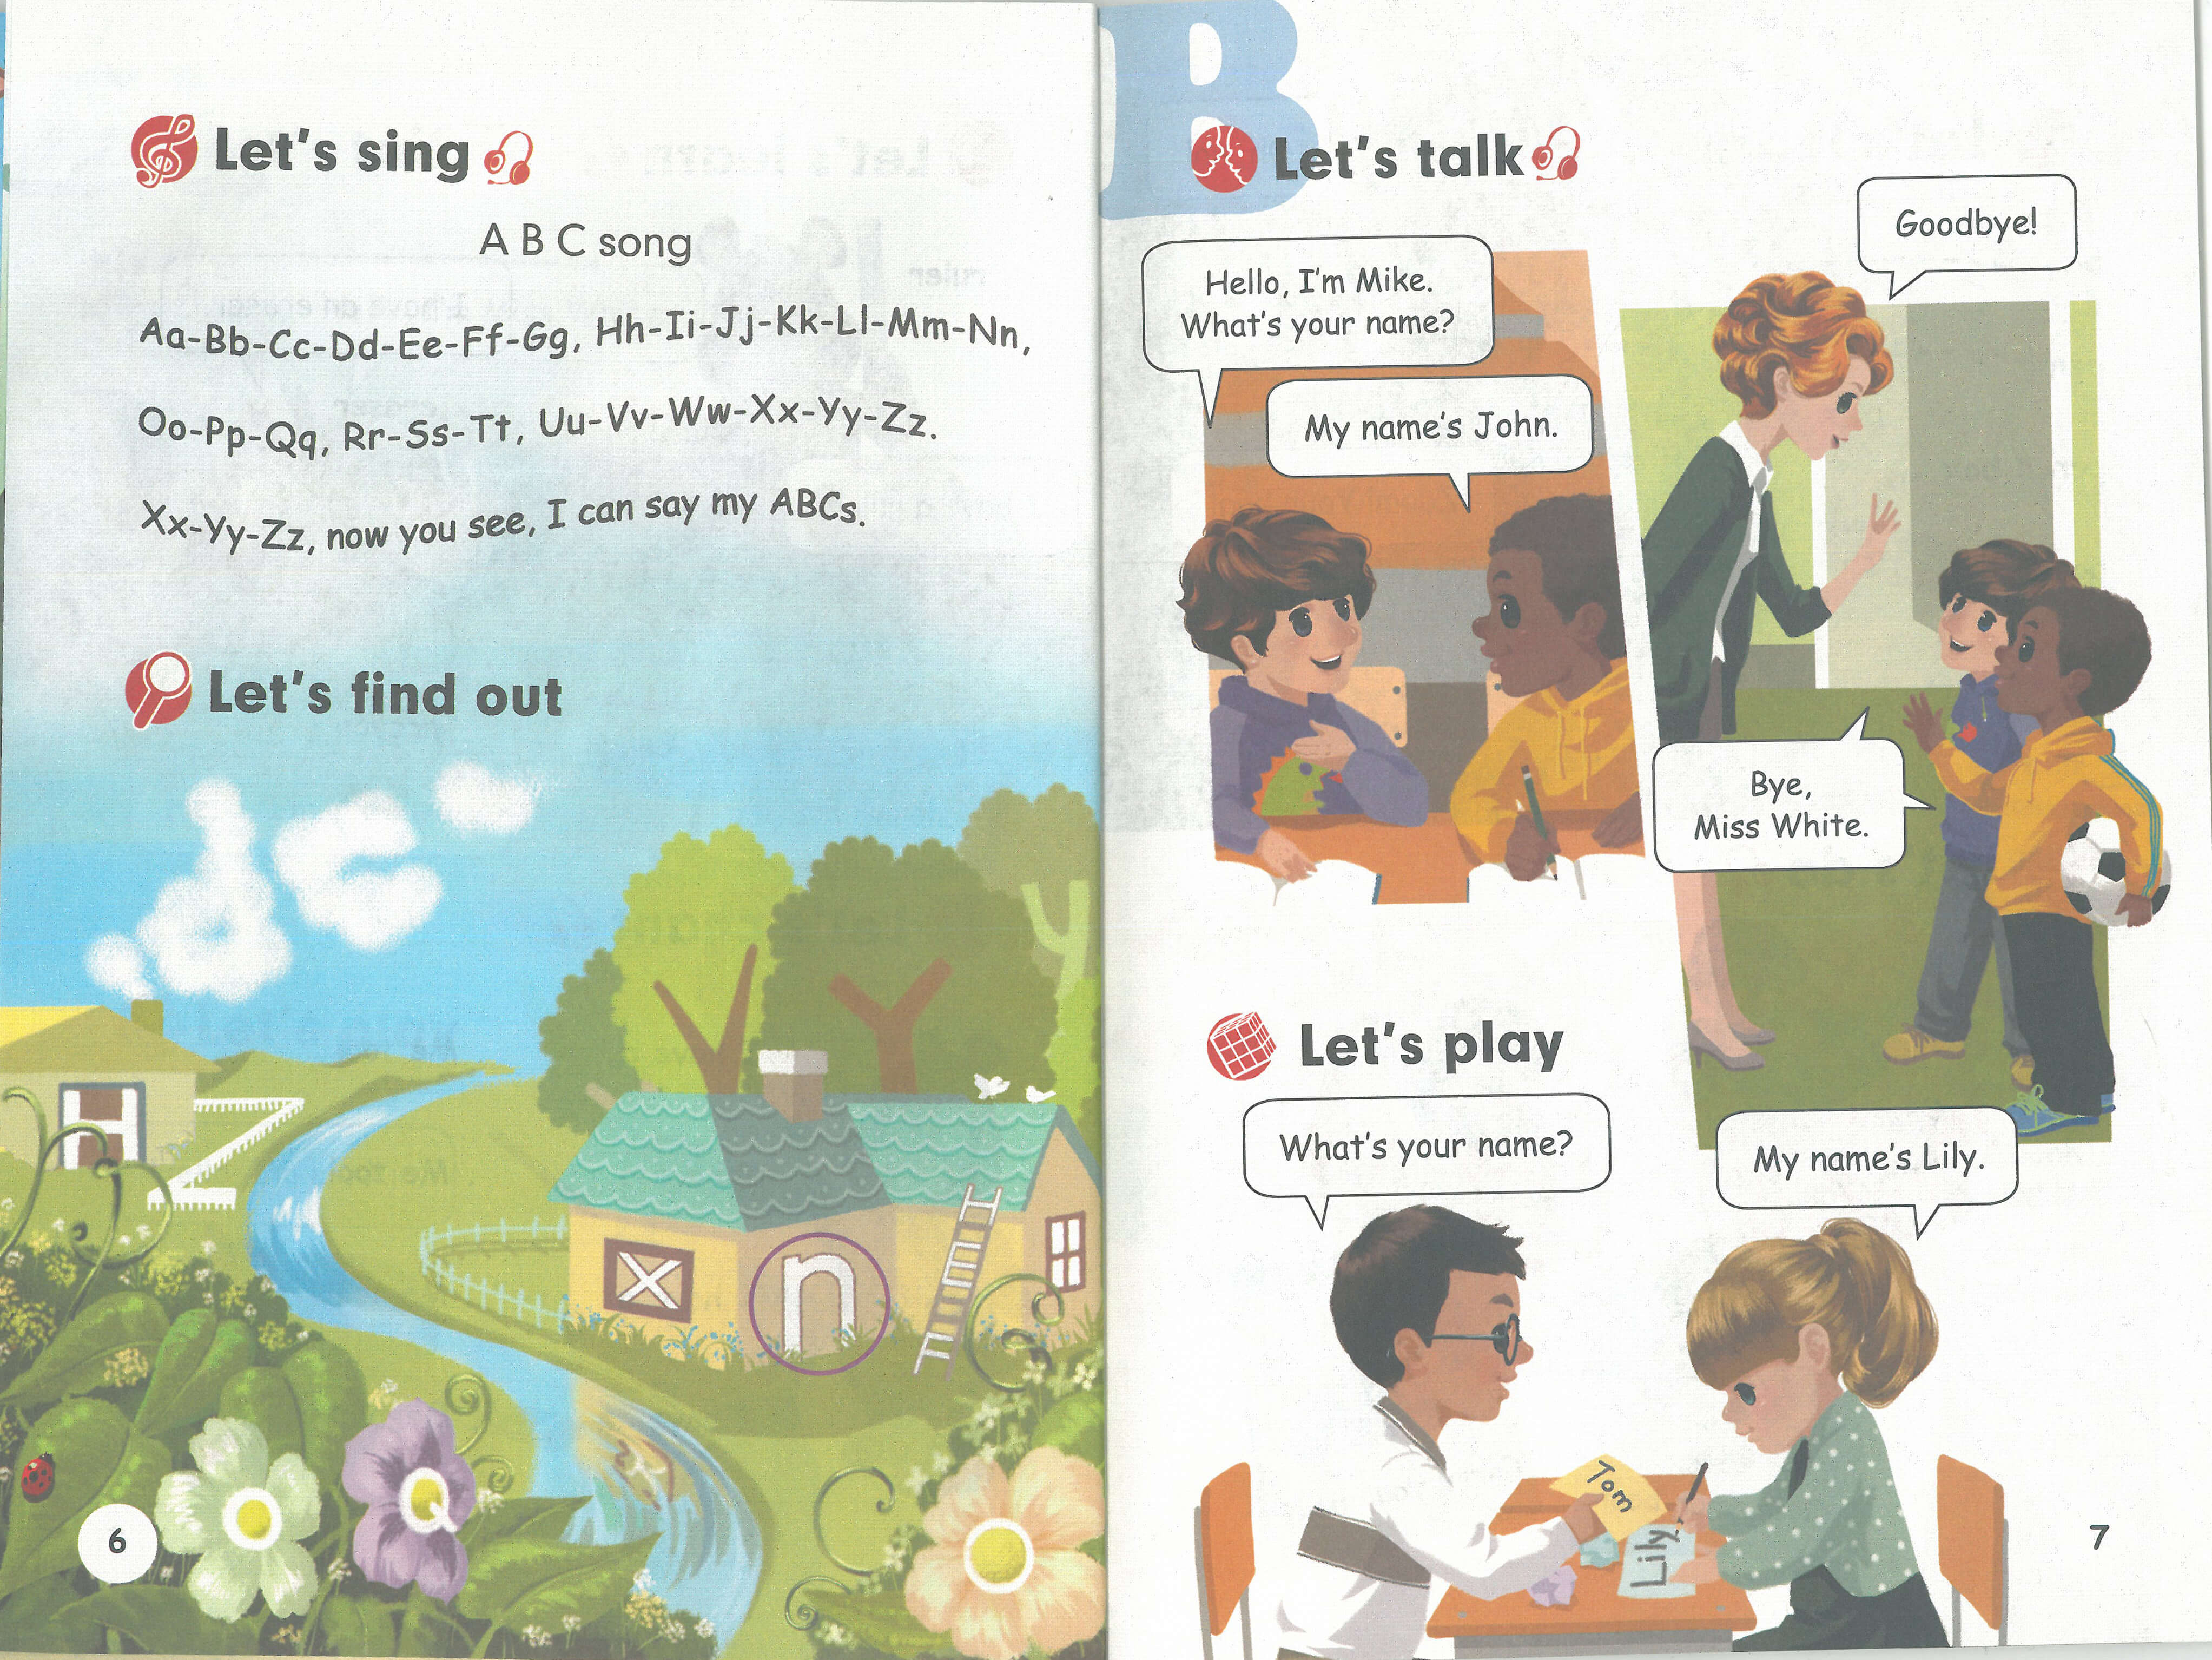 Let's sing
A B C song
Aa-Bb-Cc-Dd-Ee-Ff-Gg, Hh-Ii-Jj-Kk-Ll-Mm-Nn,
Oo-Pp-Qq, Rr-Ss-Tt, Uu-Vv-Ww-Xx-Yy-Zz.
Xx-Yy-Zz, now you see, I can say my ABCs.
Let's find out
n
6
B
Let's talk
Hello, I'm Mike.
What's your name?
My name's John.
Goodbye!
Bye,
Miss White.
Let's play
What's your name?
My name's Lily.
Tom
Lily
7